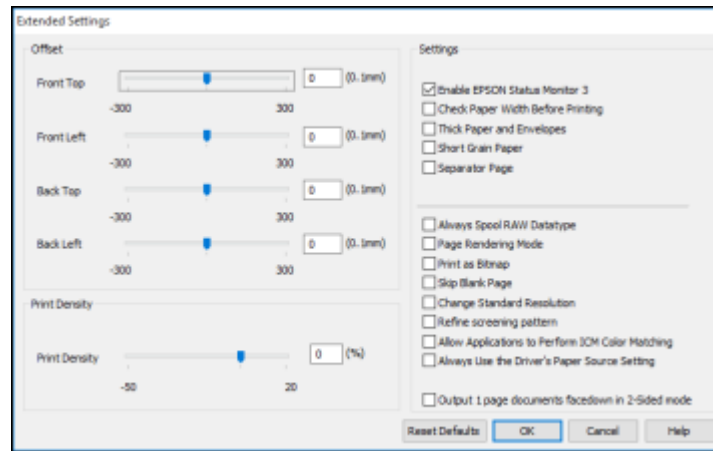 Extended Settings
Offset
Front Top
0
(0.1mm)
-300
300
Front Left
0
(0.1mm)
-300
300
Back Top
0
(0.1mm)
-300
300
Back Left
0
(0.1mm)
-300
300
Print Density
Print Density
0
(%)
-50
20
Settings
Enable EPSON Status Monitor 3
Check Paper Width Before Printing
Thick Paper and Envelopes
Short Grain Paper
Separator Page
Always Spool RAW Datatype
Page Rendering Mode
Print as Bitmap
Skip Blank Page
Change Standard Resolution
Refine screening pattern
Allow Applications to Perform ICM Color Matching
Always Use the Driver's Paper Source Setting
Output 1 page documents facedown in 2-Sided mode
Reset Defaults
OK
Cancel
Help